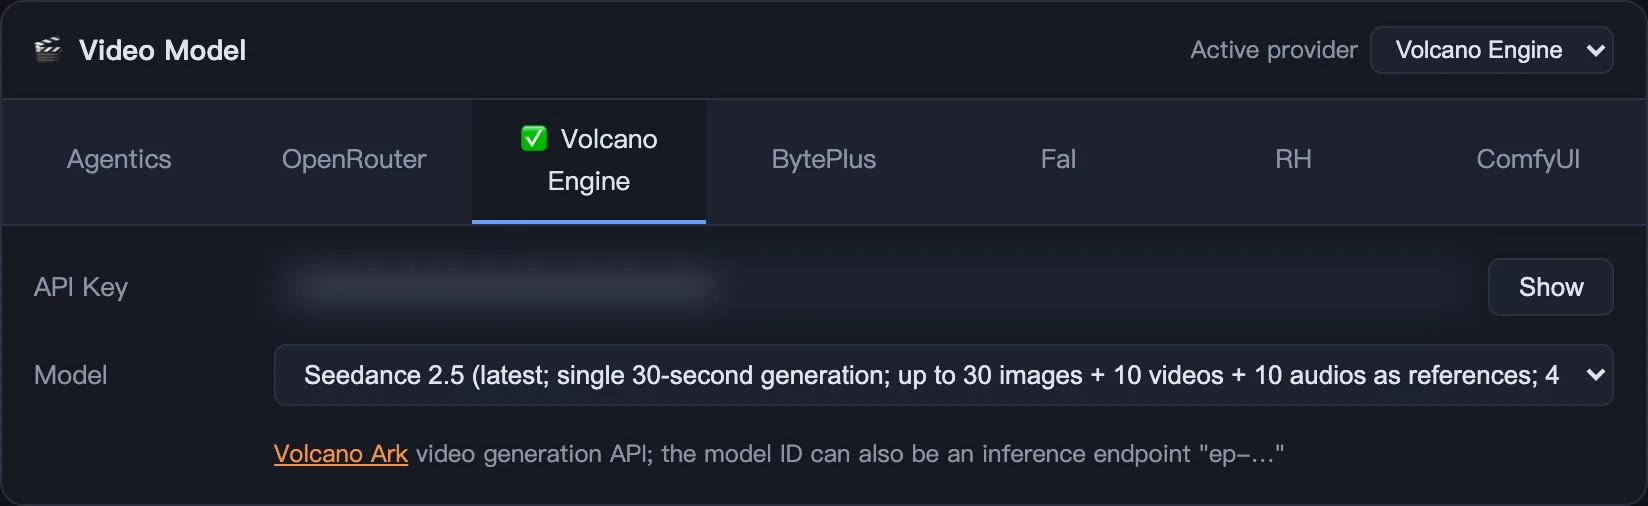 Video Model
Active provider
Volcano Engine
Agentics
OpenRouter
Volcano
Engine
BytePlus
Fal
RH
ComfyUI
API Key
Show
Model
Seedance 2.5 (latest; single 30-second generation; up to 30 images + 10 videos + 10 audios as references; 4
Volcano Ark video generation API; the model ID can also be an inference endpoint "ep-..."